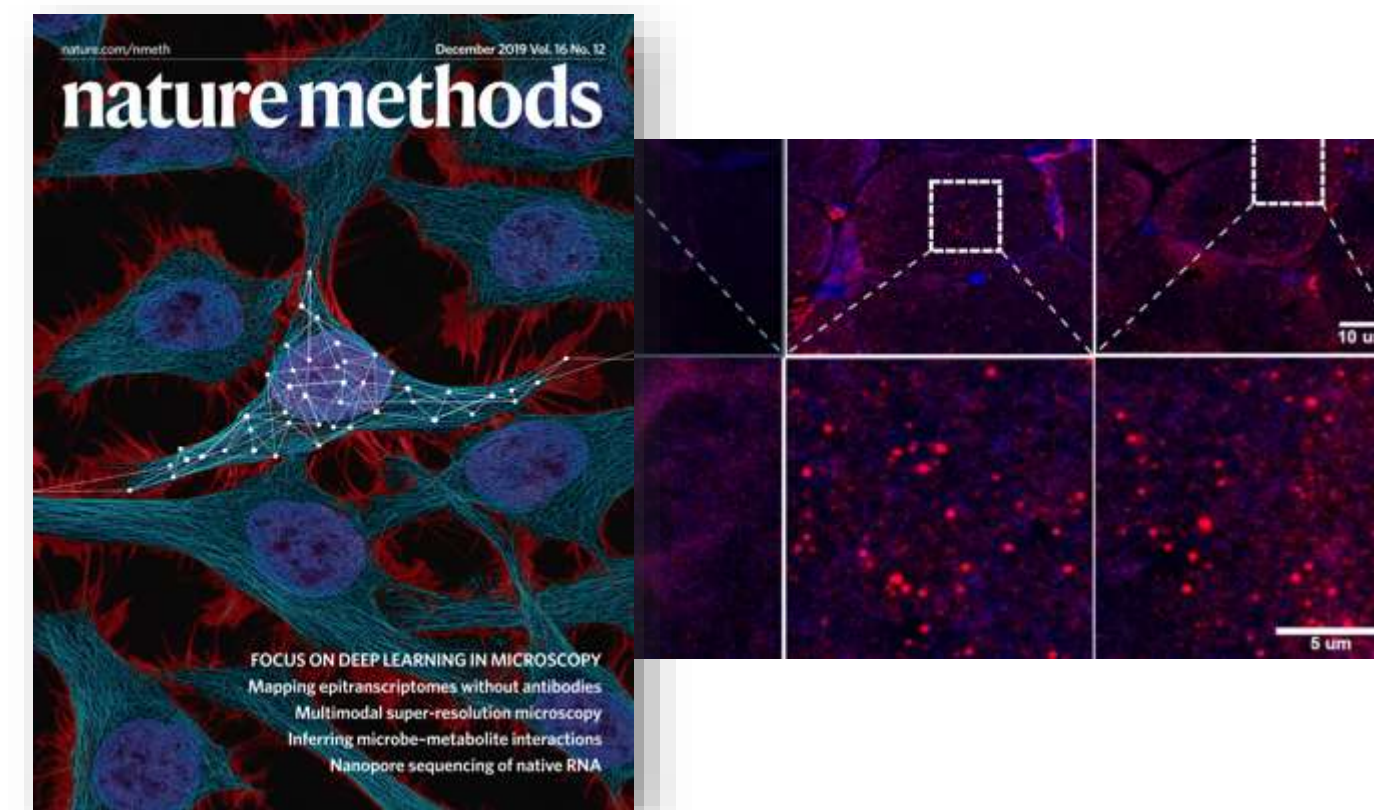 nature.com/nmeth
December 2019 Vol. 16 No. 12
nature methods
FOCUS ON DEEP LEARNING IN MICROSCOPY
Mapping epitranscriptomes without antibodies
Multimodal super-resolution microscopy
Inferring microbe–metabolite interactions
Nanopore sequencing of native RNA
10 u
5 um